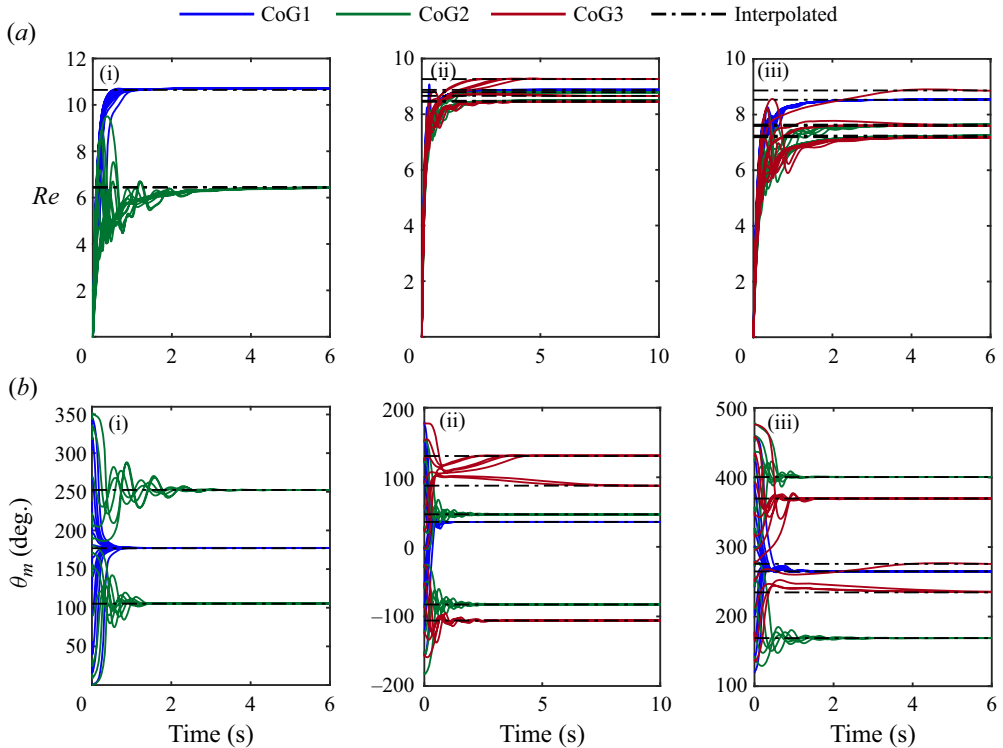 CoG1 CoG2 CoG3 Interpolated
(a)
(i) (ii) (iii)
Re
12 10 8 6 4 2 0
10 8 6 4 2 0
10 8 6 4 2 0
0 2 4 6
0 5 10
0 2 4 6
(b)
(i) (ii) (iii)
θm (deg.)
350 300 250 200 150 100 50
200 100 0 −100 −200
500 400 300 200 100
0 2 4 6
0 5 10
0 2 4 6
Time (s) Time (s) Time (s)